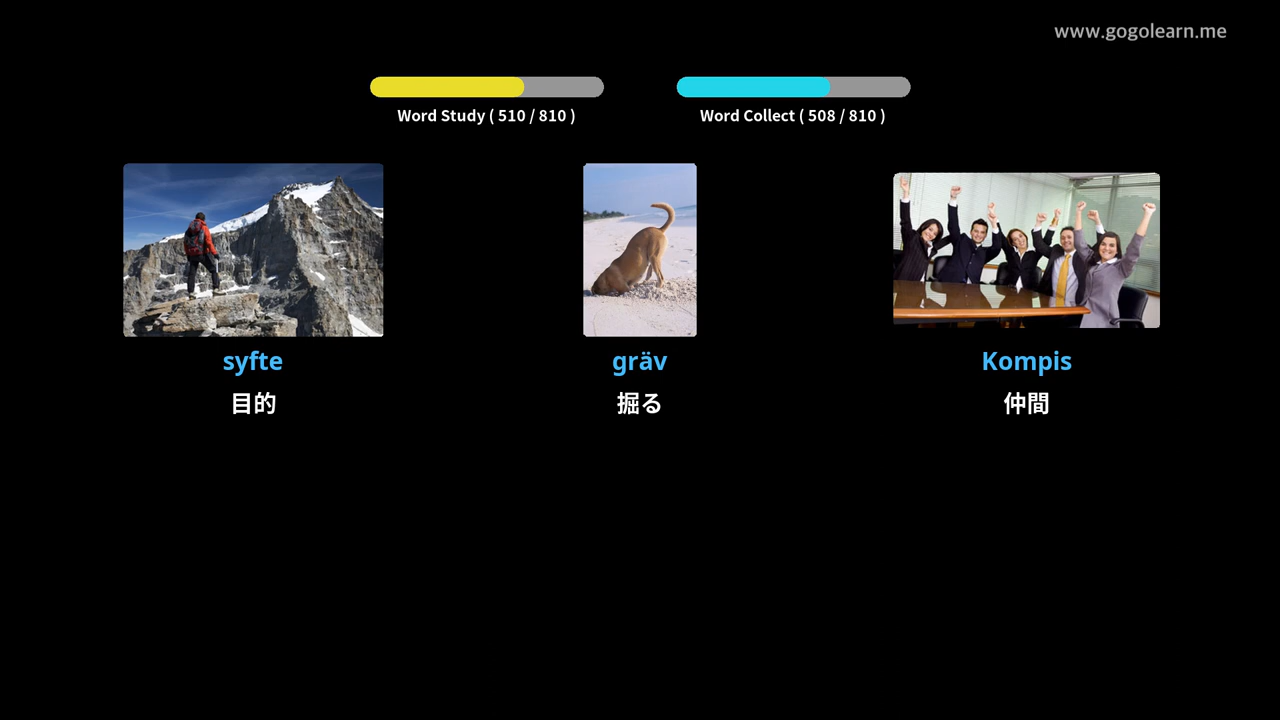 www.gogolearn.me
Word Study ( 510 / 810 )
Word Collect ( 508 / 810 )
syfte
目的
gräv
掘る
Kompis
仲間